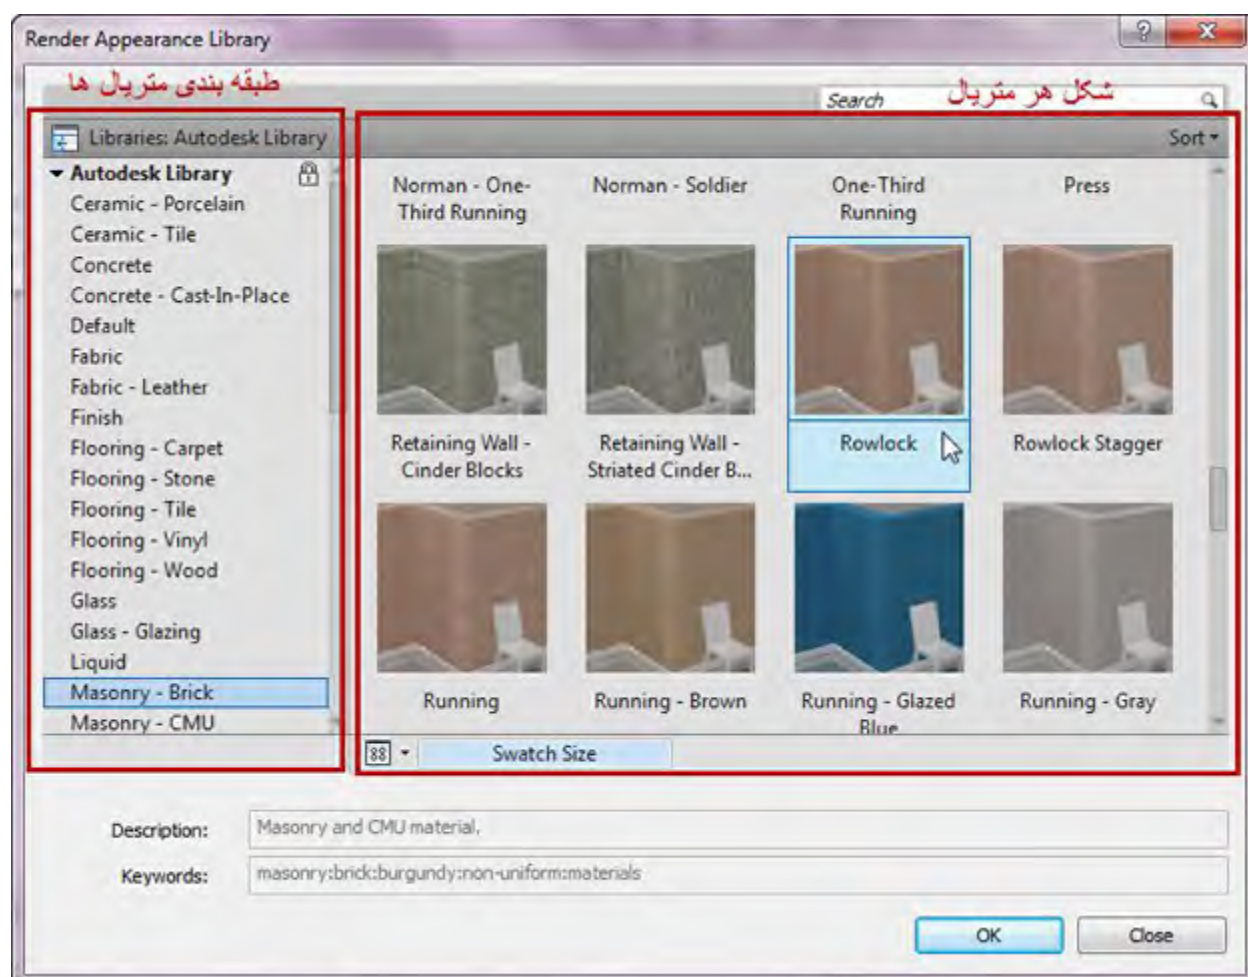 Render Appearance Library
طبقه بندی متریال ها
Search
شکل هر متریال
Libraries: Autodesk Library
Sort
Autodesk Library
Ceramic - Porcelain
Ceramic - Tile
Concrete
Concrete - Cast-In-Place
Default
Fabric
Fabric - Leather
Finish
Flooring - Carpet
Flooring - Stone
Flooring - Tile
Flooring - Vinyl
Flooring - Wood
Glass
Glass - Glazing
Liquid
Masonry - Brick
Masonry - CMU
Norman - One-
Third Running
Norman - Soldier
One-Third
Running
Press
Retaining Wall -
Cinder Blocks
Retaining Wall -
Striated Cinder B...
Rowlock
Rowlock Stagger
Running
Running - Brown
Running - Glazed
Blue
Running - Gray
Swatch Size
Description:
Masonry and CMU material.
Keywords:
masonry:brick:burgundy:non-uniform:materials
OK
Close